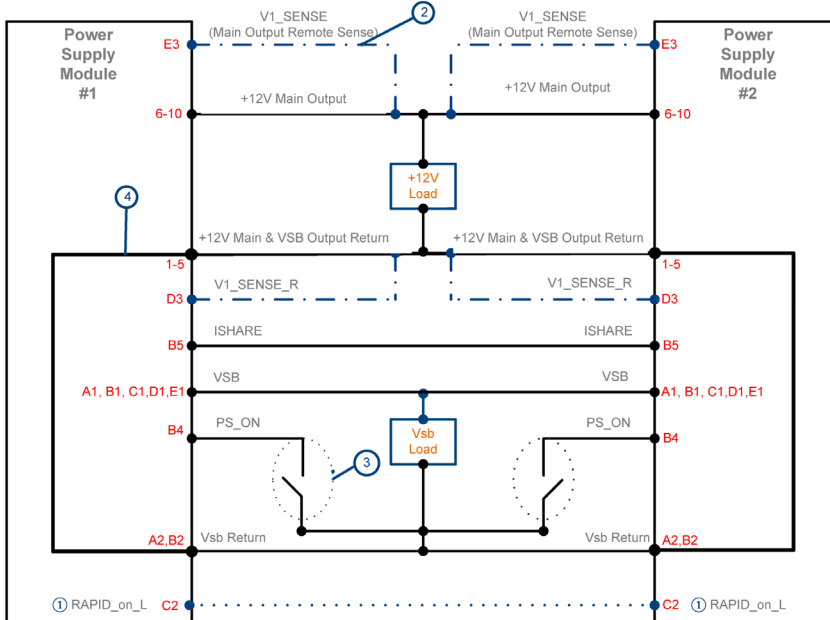 V1_SENSE
(Main Output Remote Sense)
2
V1_SENSE
(Main Output Remote Sense)
Power
Supply
Module
#1
E3
E3
Power
Supply
Module
#2
+12V Main Output
+12V Main Output
6-10
6-10
+12V
Load
4
+12V Main & VSB Output Return
+12V Main & VSB Output Return
1-5
1-5
V1_SENSE_R
V1_SENSE_R
D3
D3
ISHARE
ISHARE
B5
B5
VSB
VSB
A1, B1, C1,D1,E1
A1, B1, C1,D1,E1
PS_ON
PS_ON
B4
B4
Vsb
Load
3
A2,B2
Vsb Return
Vsb Return
A2,B2
1 RAPID_on_L
C2
C2
1 RAPID_on_L